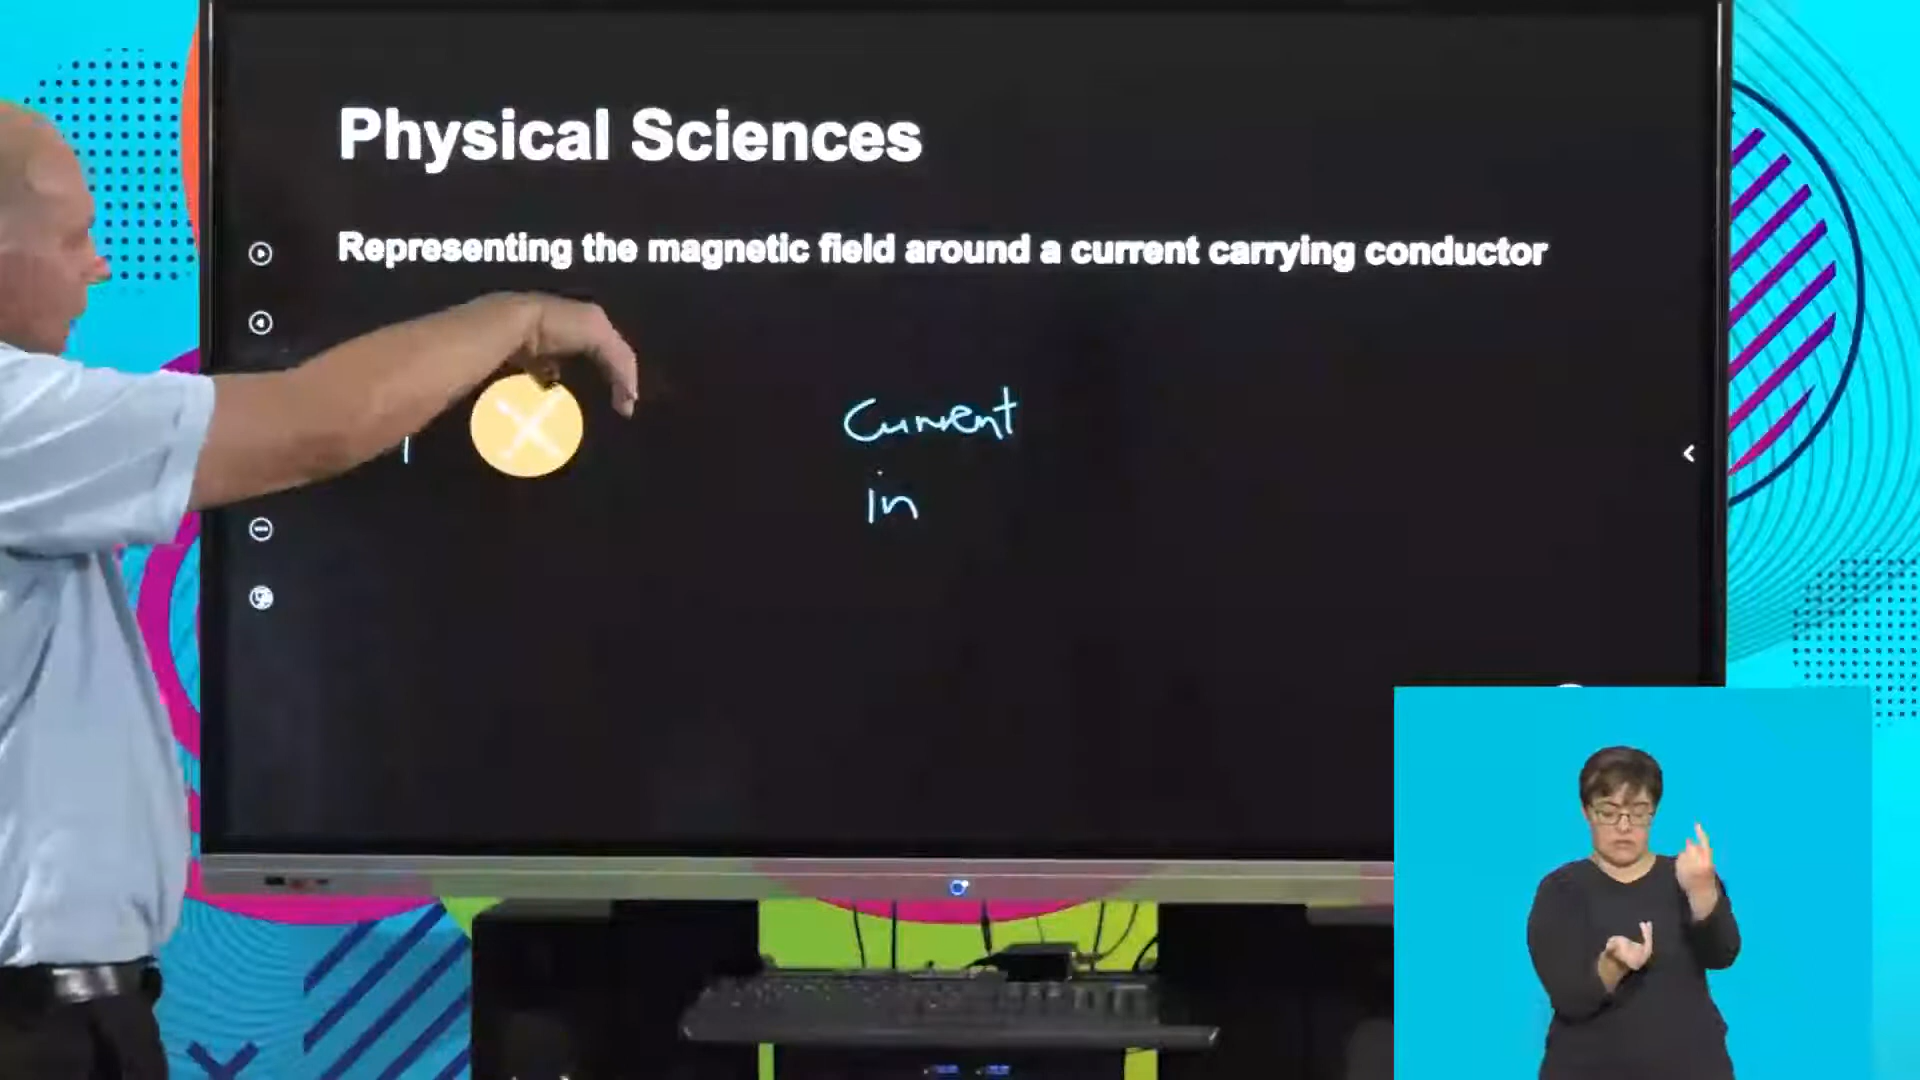 Physical Sciences
Representing the magnetic field around a current carrying conductor
Current
in